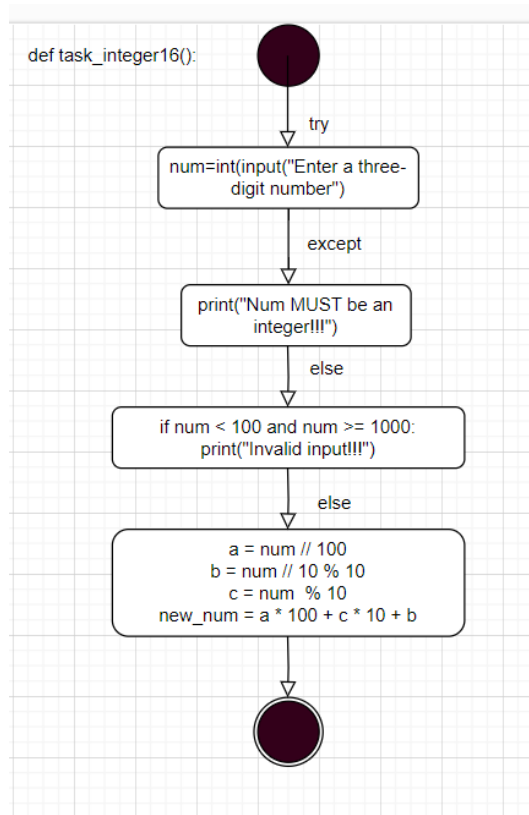 def task_integer16():
try
num=int(input("Enter a three-
digit number")
except
print("Num MUST be an
integer!!!")
else
if num < 100 and num >= 1000:
print("Invalid input!!!")
else
a = num // 100
b = num // 10 % 10
c = num  % 10
new_num = a * 100 + c * 10 + b